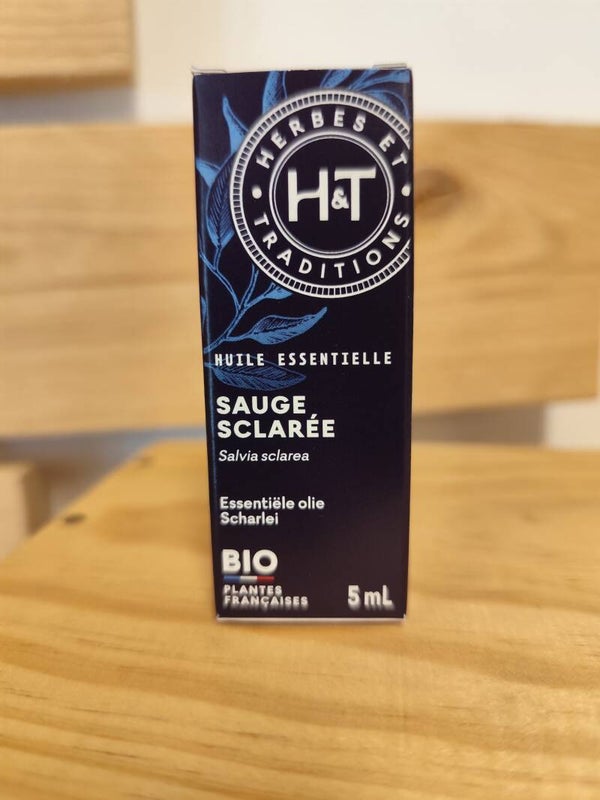 HERBES ET
H&T
TRADITIONS
HUILE ESSENTIELLE
SAUGE
SCLARÉE
Salvia sclarea
Essentiële olie
Scharlei
BIO
PLANTES
FRANÇAISES
5 mL